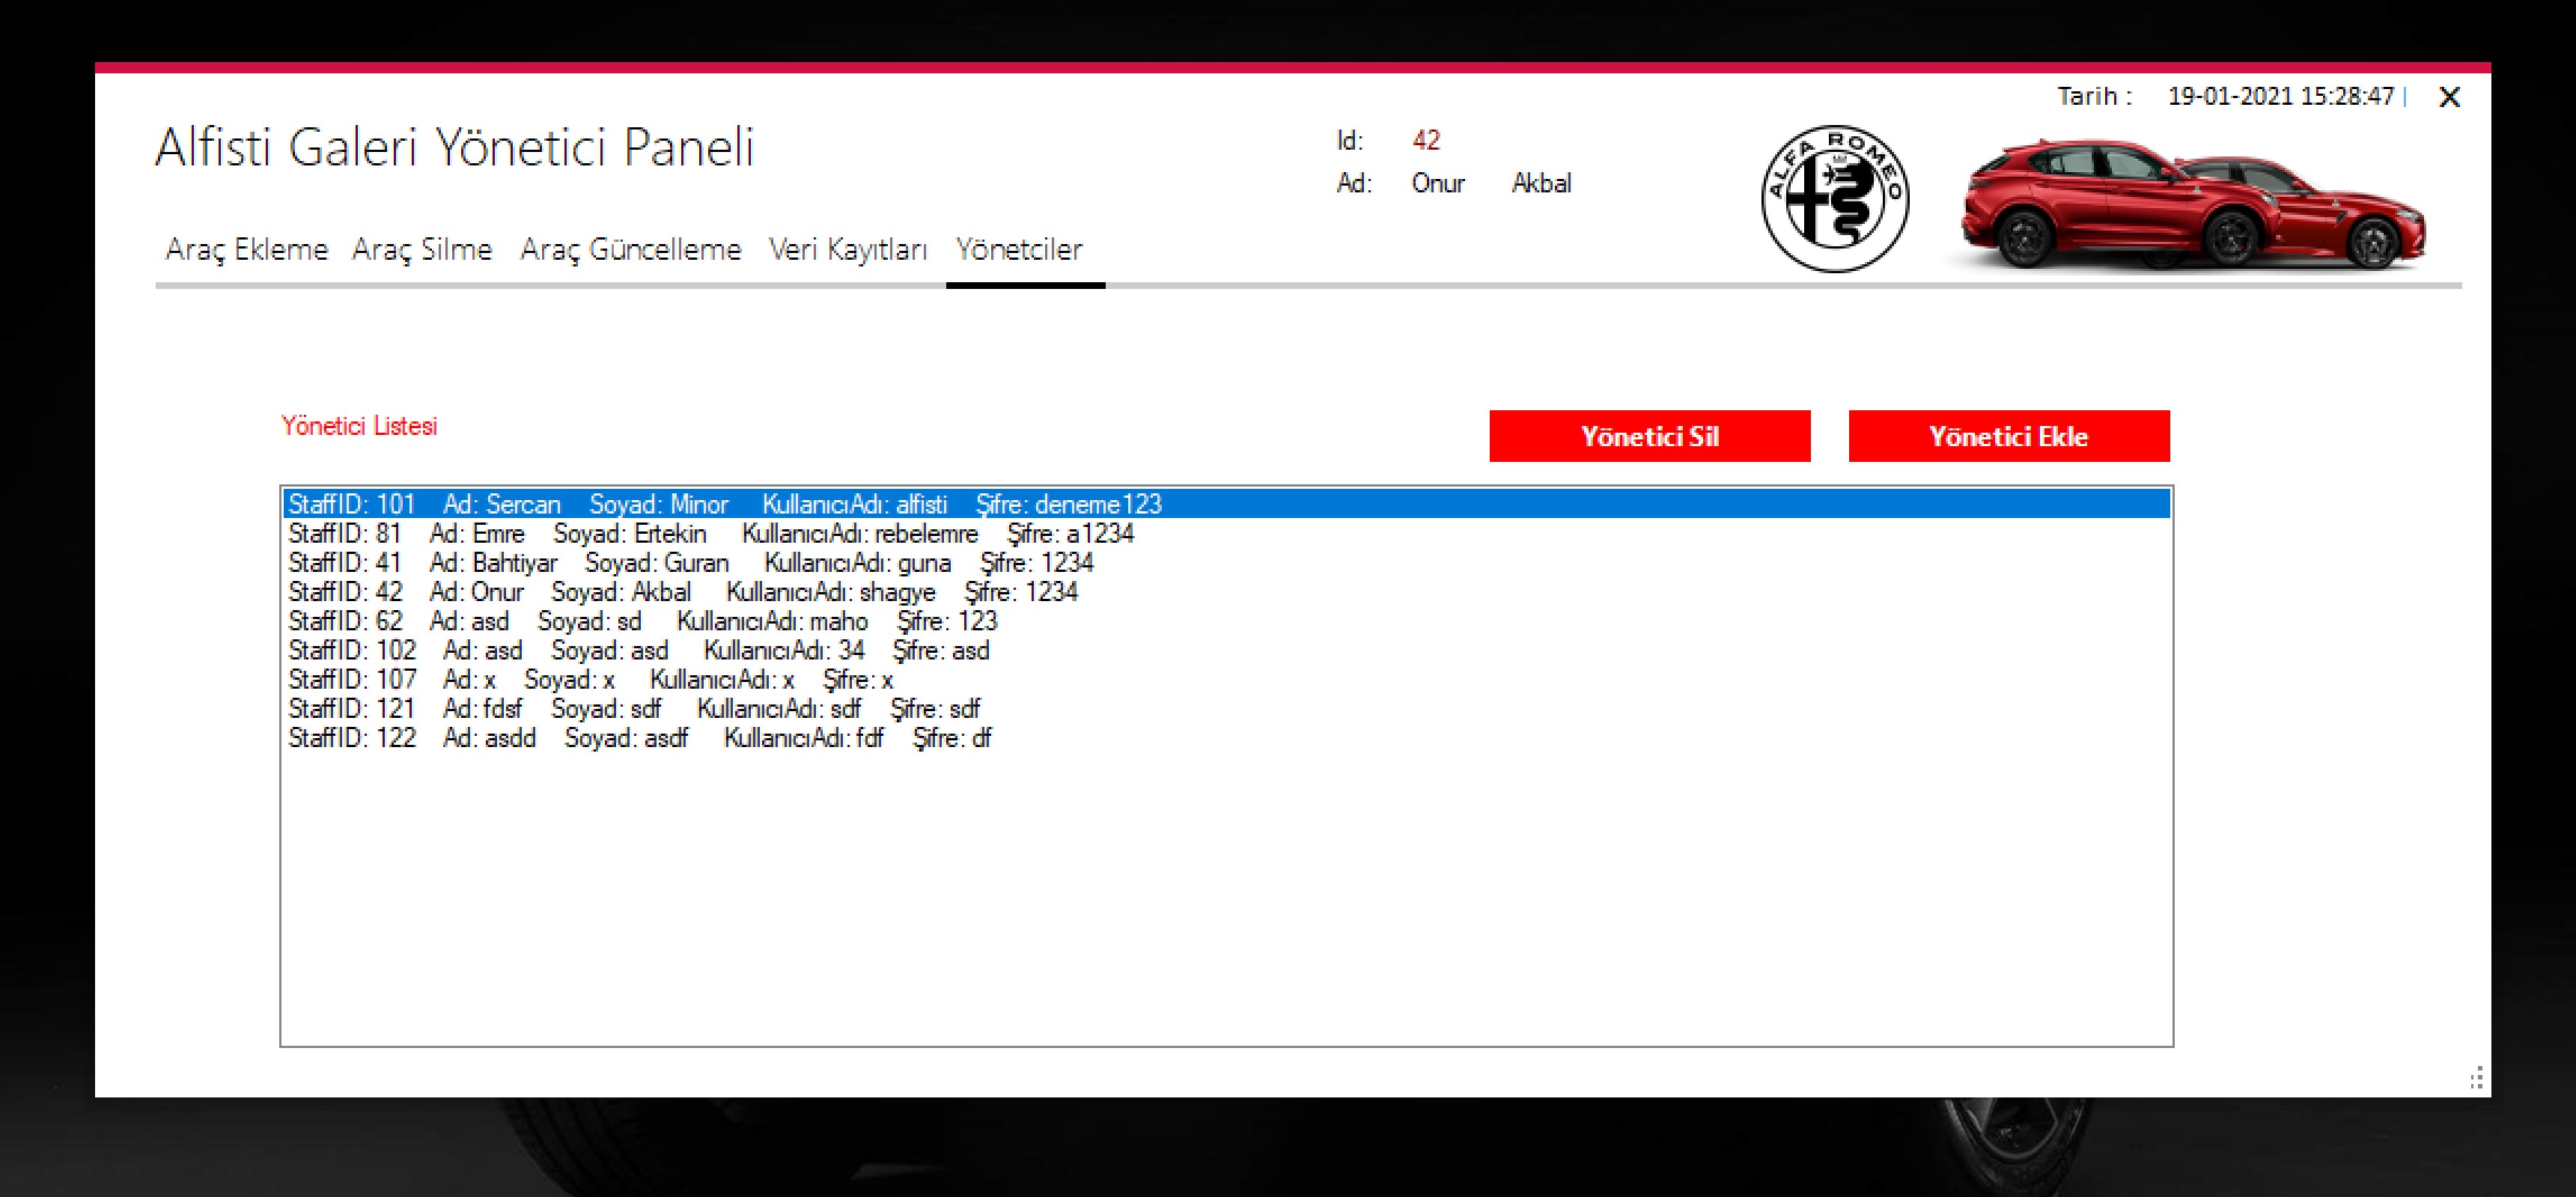 Tarih : 19-01-2021 15:28:47
Alfisti Galeri Yönetici Paneli
Id: 42
Ad: Onur Akbal
ALFA ROMEO
Araç Ekleme Araç Silme Araç Güncelleme Veri Kayıtları Yönetciler
Yönetici Listesi
Yönetici Sil
Yönetici Ekle
StaffID: 101 Ad: Sercan Soyad: Minor KullanıcıAdı: alfisti Şifre: deneme123
StaffID: 81 Ad: Emre Soyad: Ertekin KullanıcıAdı: rebelemre Şifre: a1234
StaffID: 41 Ad: Bahtiyar Soyad: Guran KullanıcıAdı: guna Şifre: 1234
StaffID: 42 Ad: Onur Soyad: Akbal KullanıcıAdı: shagye Şifre: 1234
StaffID: 62 Ad: asd Soyad: sd KullanıcıAdı: maho Şifre: 123
StaffID: 102 Ad: asd Soyad: asd KullanıcıAdı: 34 Şifre: asd
StaffID: 107 Ad: x Soyad: x KullanıcıAdı: x Şifre: x
StaffID: 121 Ad: fdsf Soyad: sdf KullanıcıAdı: sdf Şifre: sdf
StaffID: 122 Ad: asdd Soyad: asdf KullanıcıAdı: fdf Şifre: df